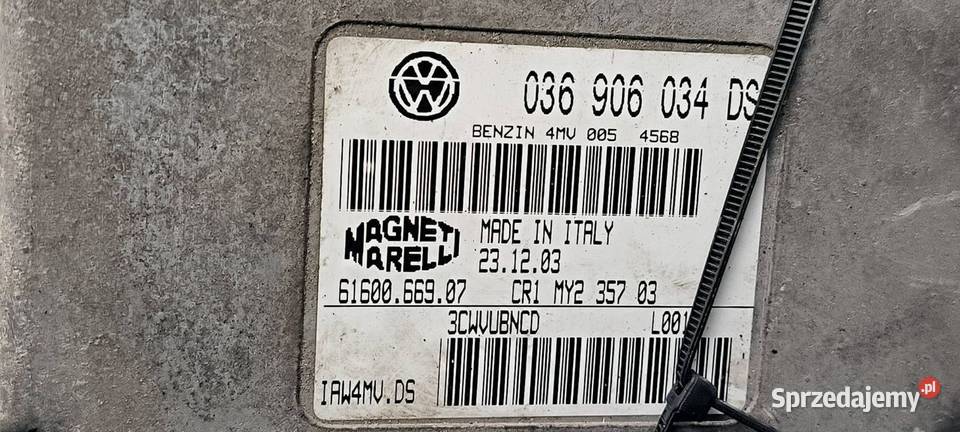 036 906 034 DS
BENZIN 4MV 005 4568
MAGNETI
MARELLI
MADE IN ITALY
23.12.03
61600.669.07 CR1 MY2 357 03
3CWVUBNCD L001
IAW4MV.DS
Sprzedajemy.pl